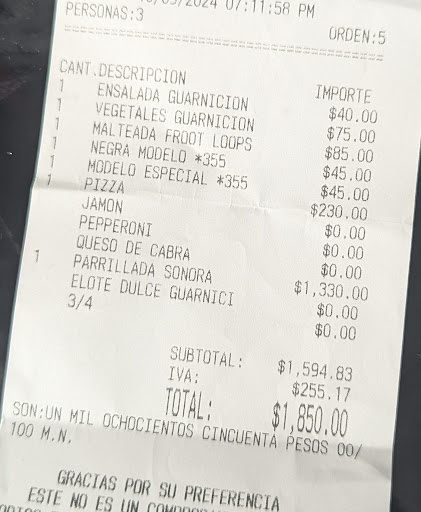 2024 07:11:58 PM
PERSONAS:3
ORDEN:5
CANT.DESCRIPCION IMPORTE
1 ENSALADA GUARNICION $40.00
1 VEGETALES GUARNICION $75.00
1 MALTEADA FROOT LOOPS $85.00
1 NEGRA MODELO *355 $45.00
1 MODELO ESPECIAL *355 $45.00
1 PIZZA $230.00
JAMON $0.00
PEPPERONI $0.00
QUESO DE CABRA $0.00
1 PARRILLADA SONORA $1,330.00
ELOTE DULCE GUARNICI $0.00
3/4 $0.00
SUBTOTAL: $1,594.83
IVA: $255.17
TOTAL: $1,850.00
SON:UN MIL OCHOCIENTOS CINCUENTA PESOS 00/
100 M.N.
GRACIAS POR SU PREFERENCIA
ESTE NO ES UN